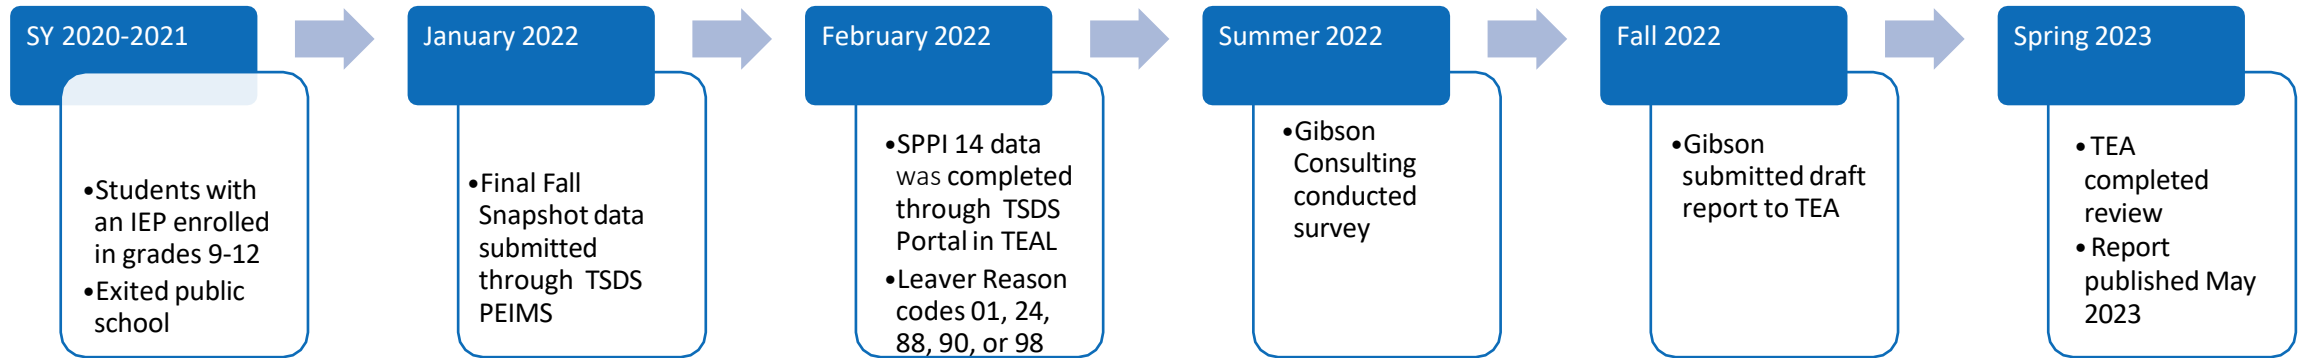 SY 2020-2021
•Students with
an IEP enrolled
in grades 9-12
•Exited public
school
January 2022
•Final Fall
Snapshot data
submitted
through TSDS
PEIMS
February 2022
•SPPI 14 data
was completed
through TSDS
Portal in TEAL
•Leaver Reason
codes 01, 24,
88, 90, or 98
Summer 2022
•Gibson
Consulting
conducted
survey
Fall 2022
•Gibson
submitted draft
report to TEA
Spring 2023
•TEA
completed
review
•Report
published May
2023